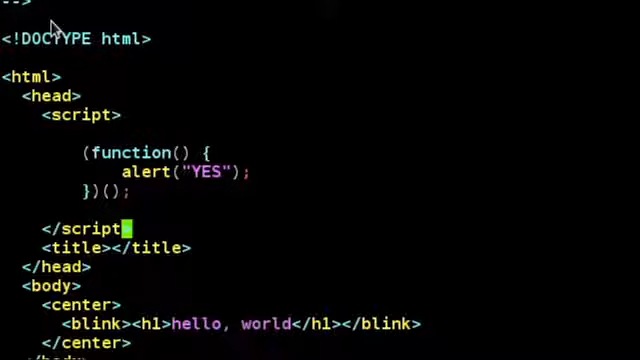 -->
<!DOCTYPE html>
<html>
<head>
<script>
(function() {
alert("YES");
})();
</script>
<title></title>
</head>
<body>
<center>
<blink><h1>hello, world</h1></blink>
</center>
</body>